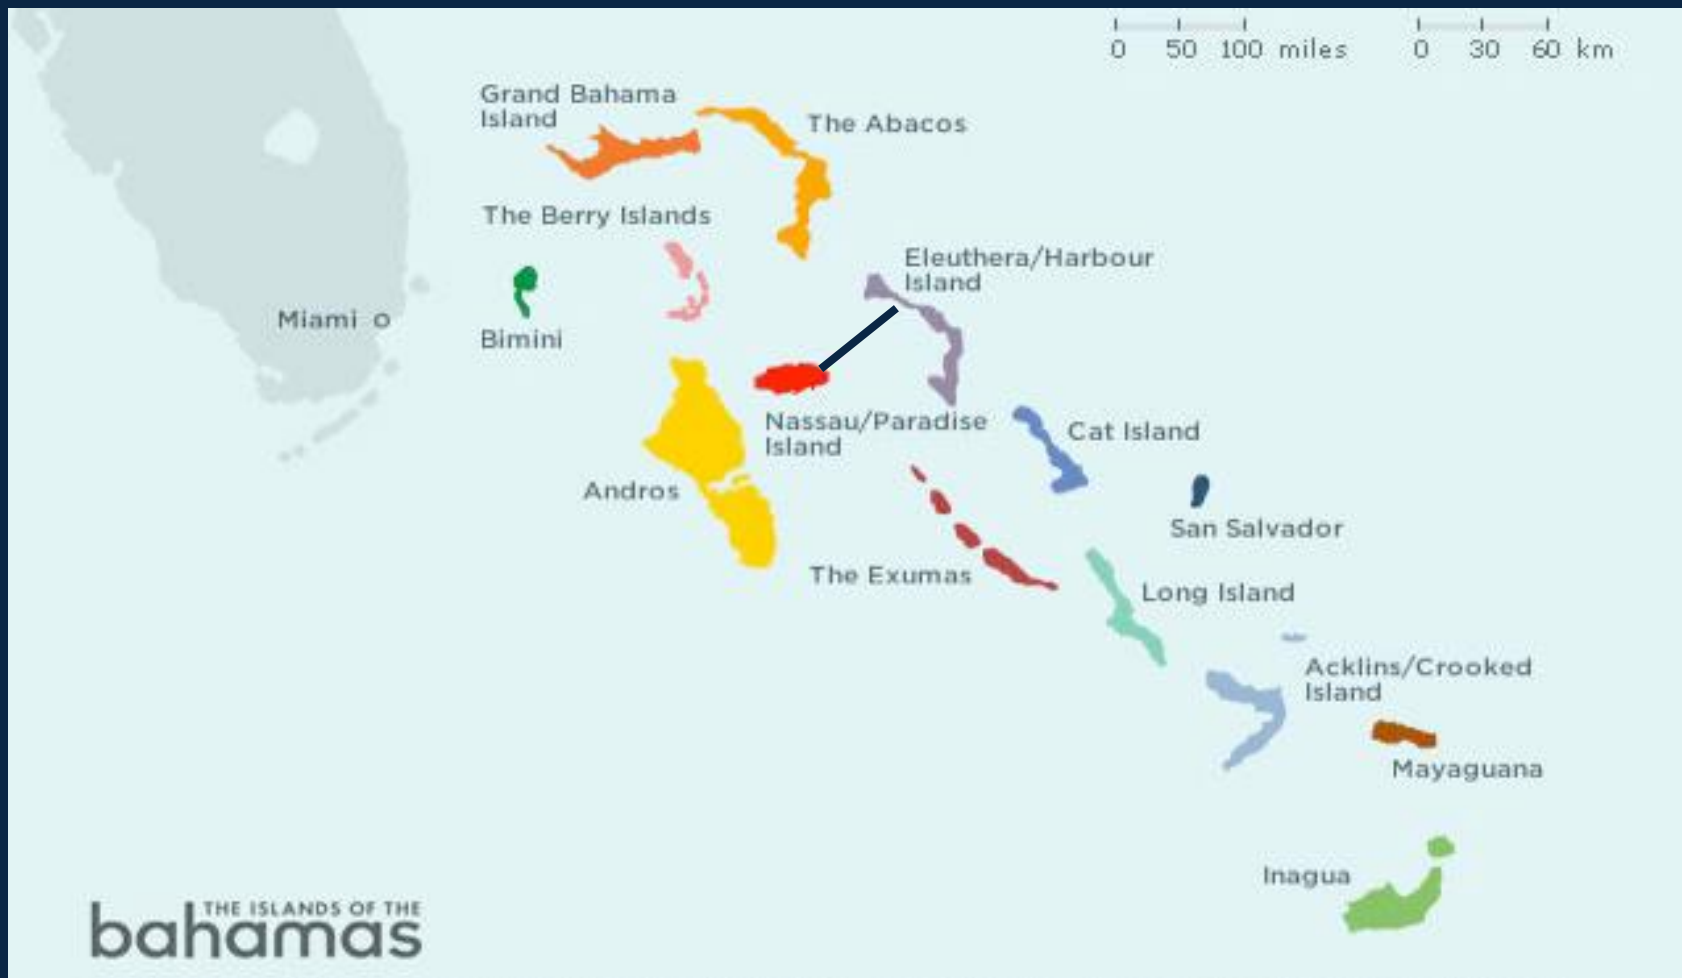 0 50 100 miles 0 30 60 km
Grand Bahama
Island
The Abacos
The Berry Islands
Eleuthera/Harbour
Island
Miami
Bimini
Nassau/Paradise
Island
Cat Island
Andros
San Salvador
The Exumas
Long Island
Acklins/Crooked
Island
Mayaguana
Inagua
THE ISLANDS OF THE
bahamas